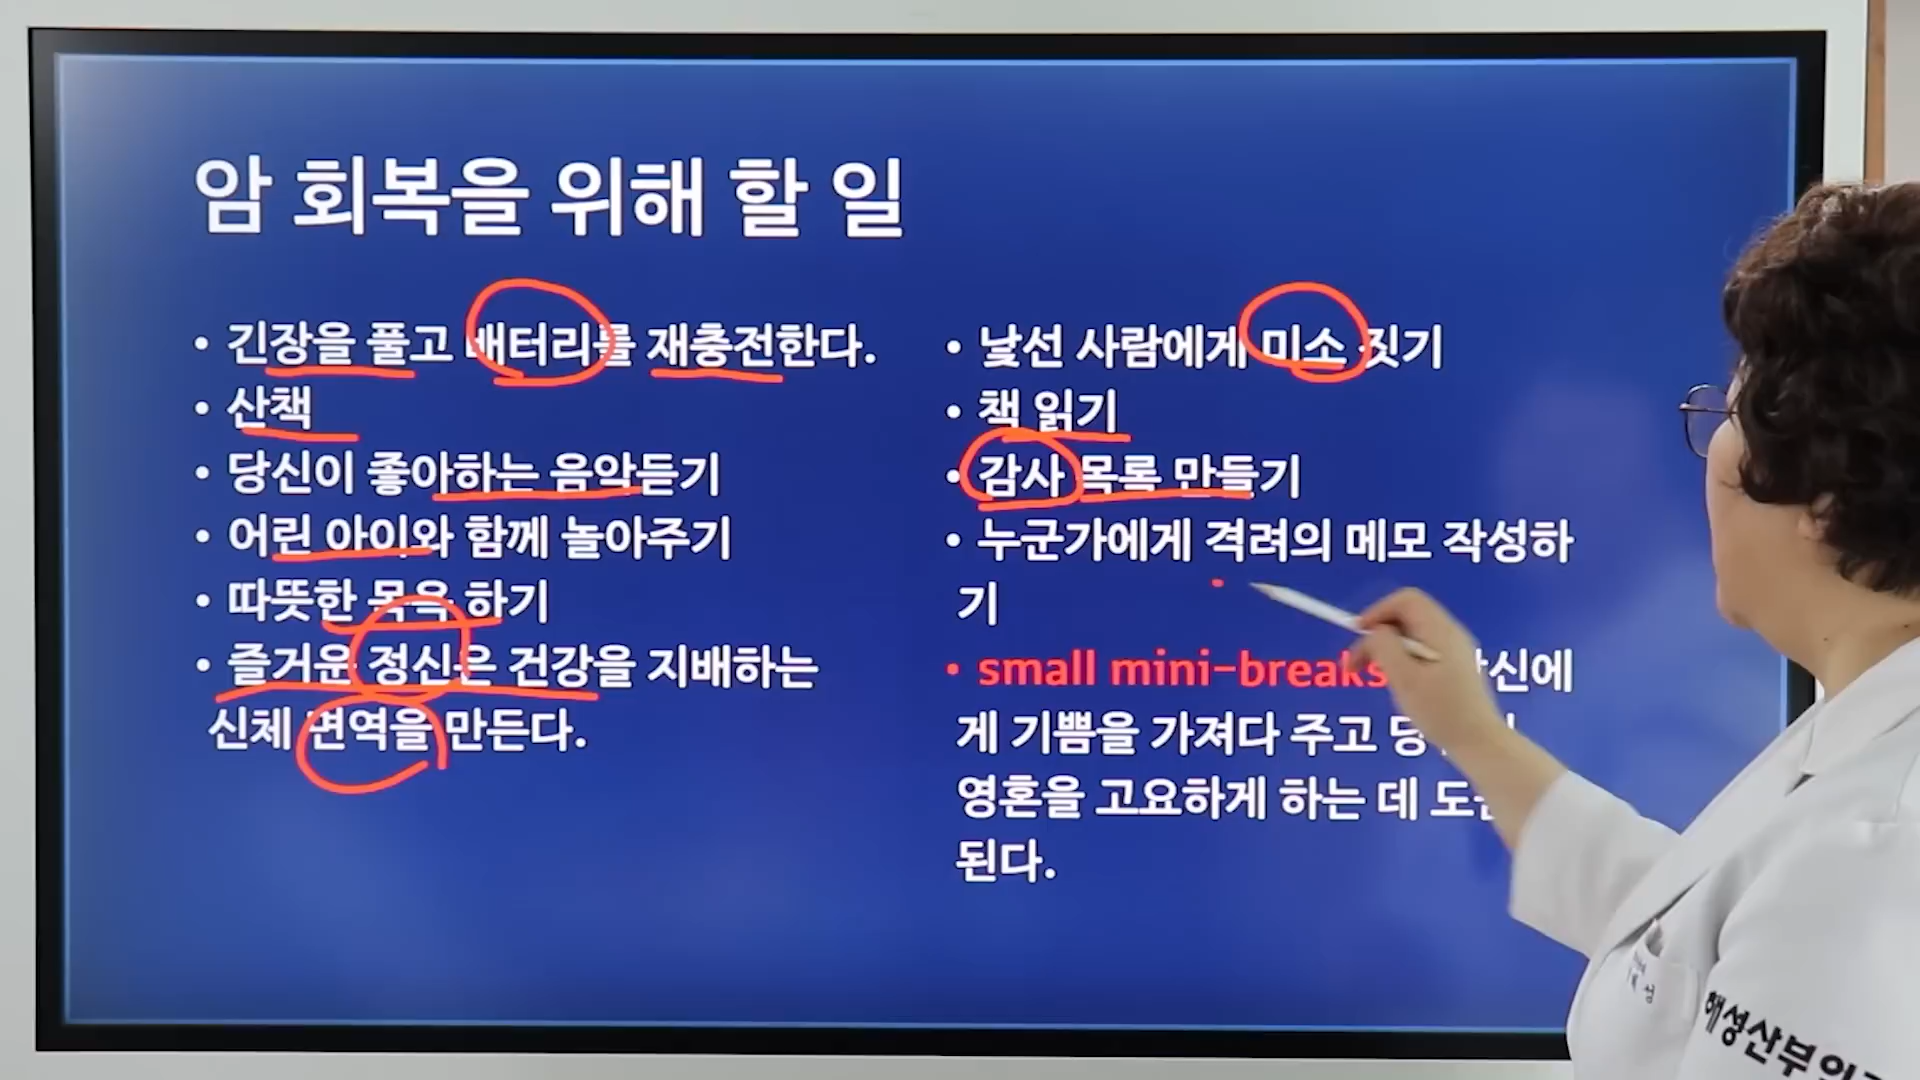 암 회복을 위해 할 일
• 긴장을 풀고 배터리를 재충전한다.
• 산책
• 당신이 좋아하는 음악듣기
• 어린 아이와 함께 놀아주기
• 따뜻한 목욕 하기
• 즐거운 정신은 건강을 지배하는
신체 면역을 만든다.
• 낯선 사람에게 미소 짓기
• 책 읽기
• 감사 목록 만들기
• 누군가에게 격려의 메모 작성하
기
• small mini-breaks
게 기쁨을 가져다 주고
영혼을 고요하게 하는 데
된다.
해성산부인과